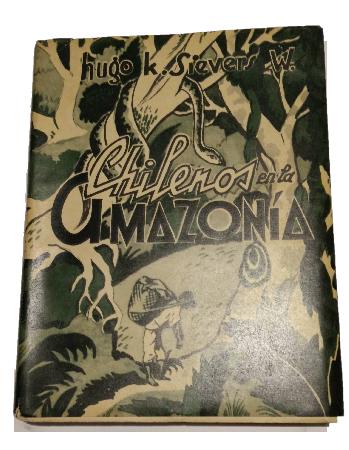 hugo k. Sievers W.
Chilenos en la
AMAZONÍA